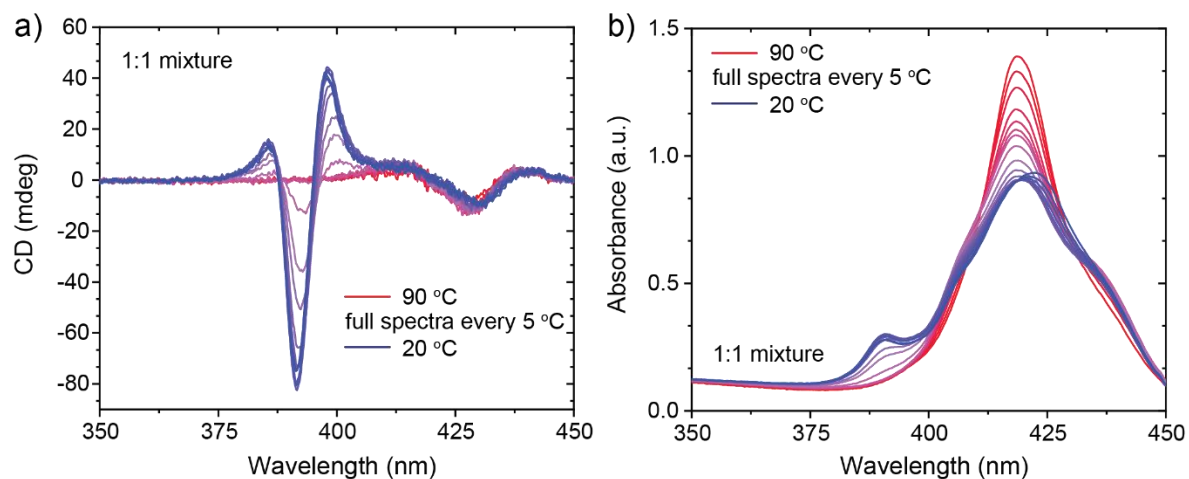 a)
60
40
20
0
-20
-40
-60
-80
CD (mdeg)
1:1 mixture
90 °C
full spectra every 5 °C
20 °C
350
375
400
425
450
Wavelength (nm)
b)
1.5
1.0
0.5
0.0
Absorbance (a.u.)
90 °C
full spectra every 5 °C
20 °C
1:1 mixture
350
375
400
425
450
Wavelength (nm)